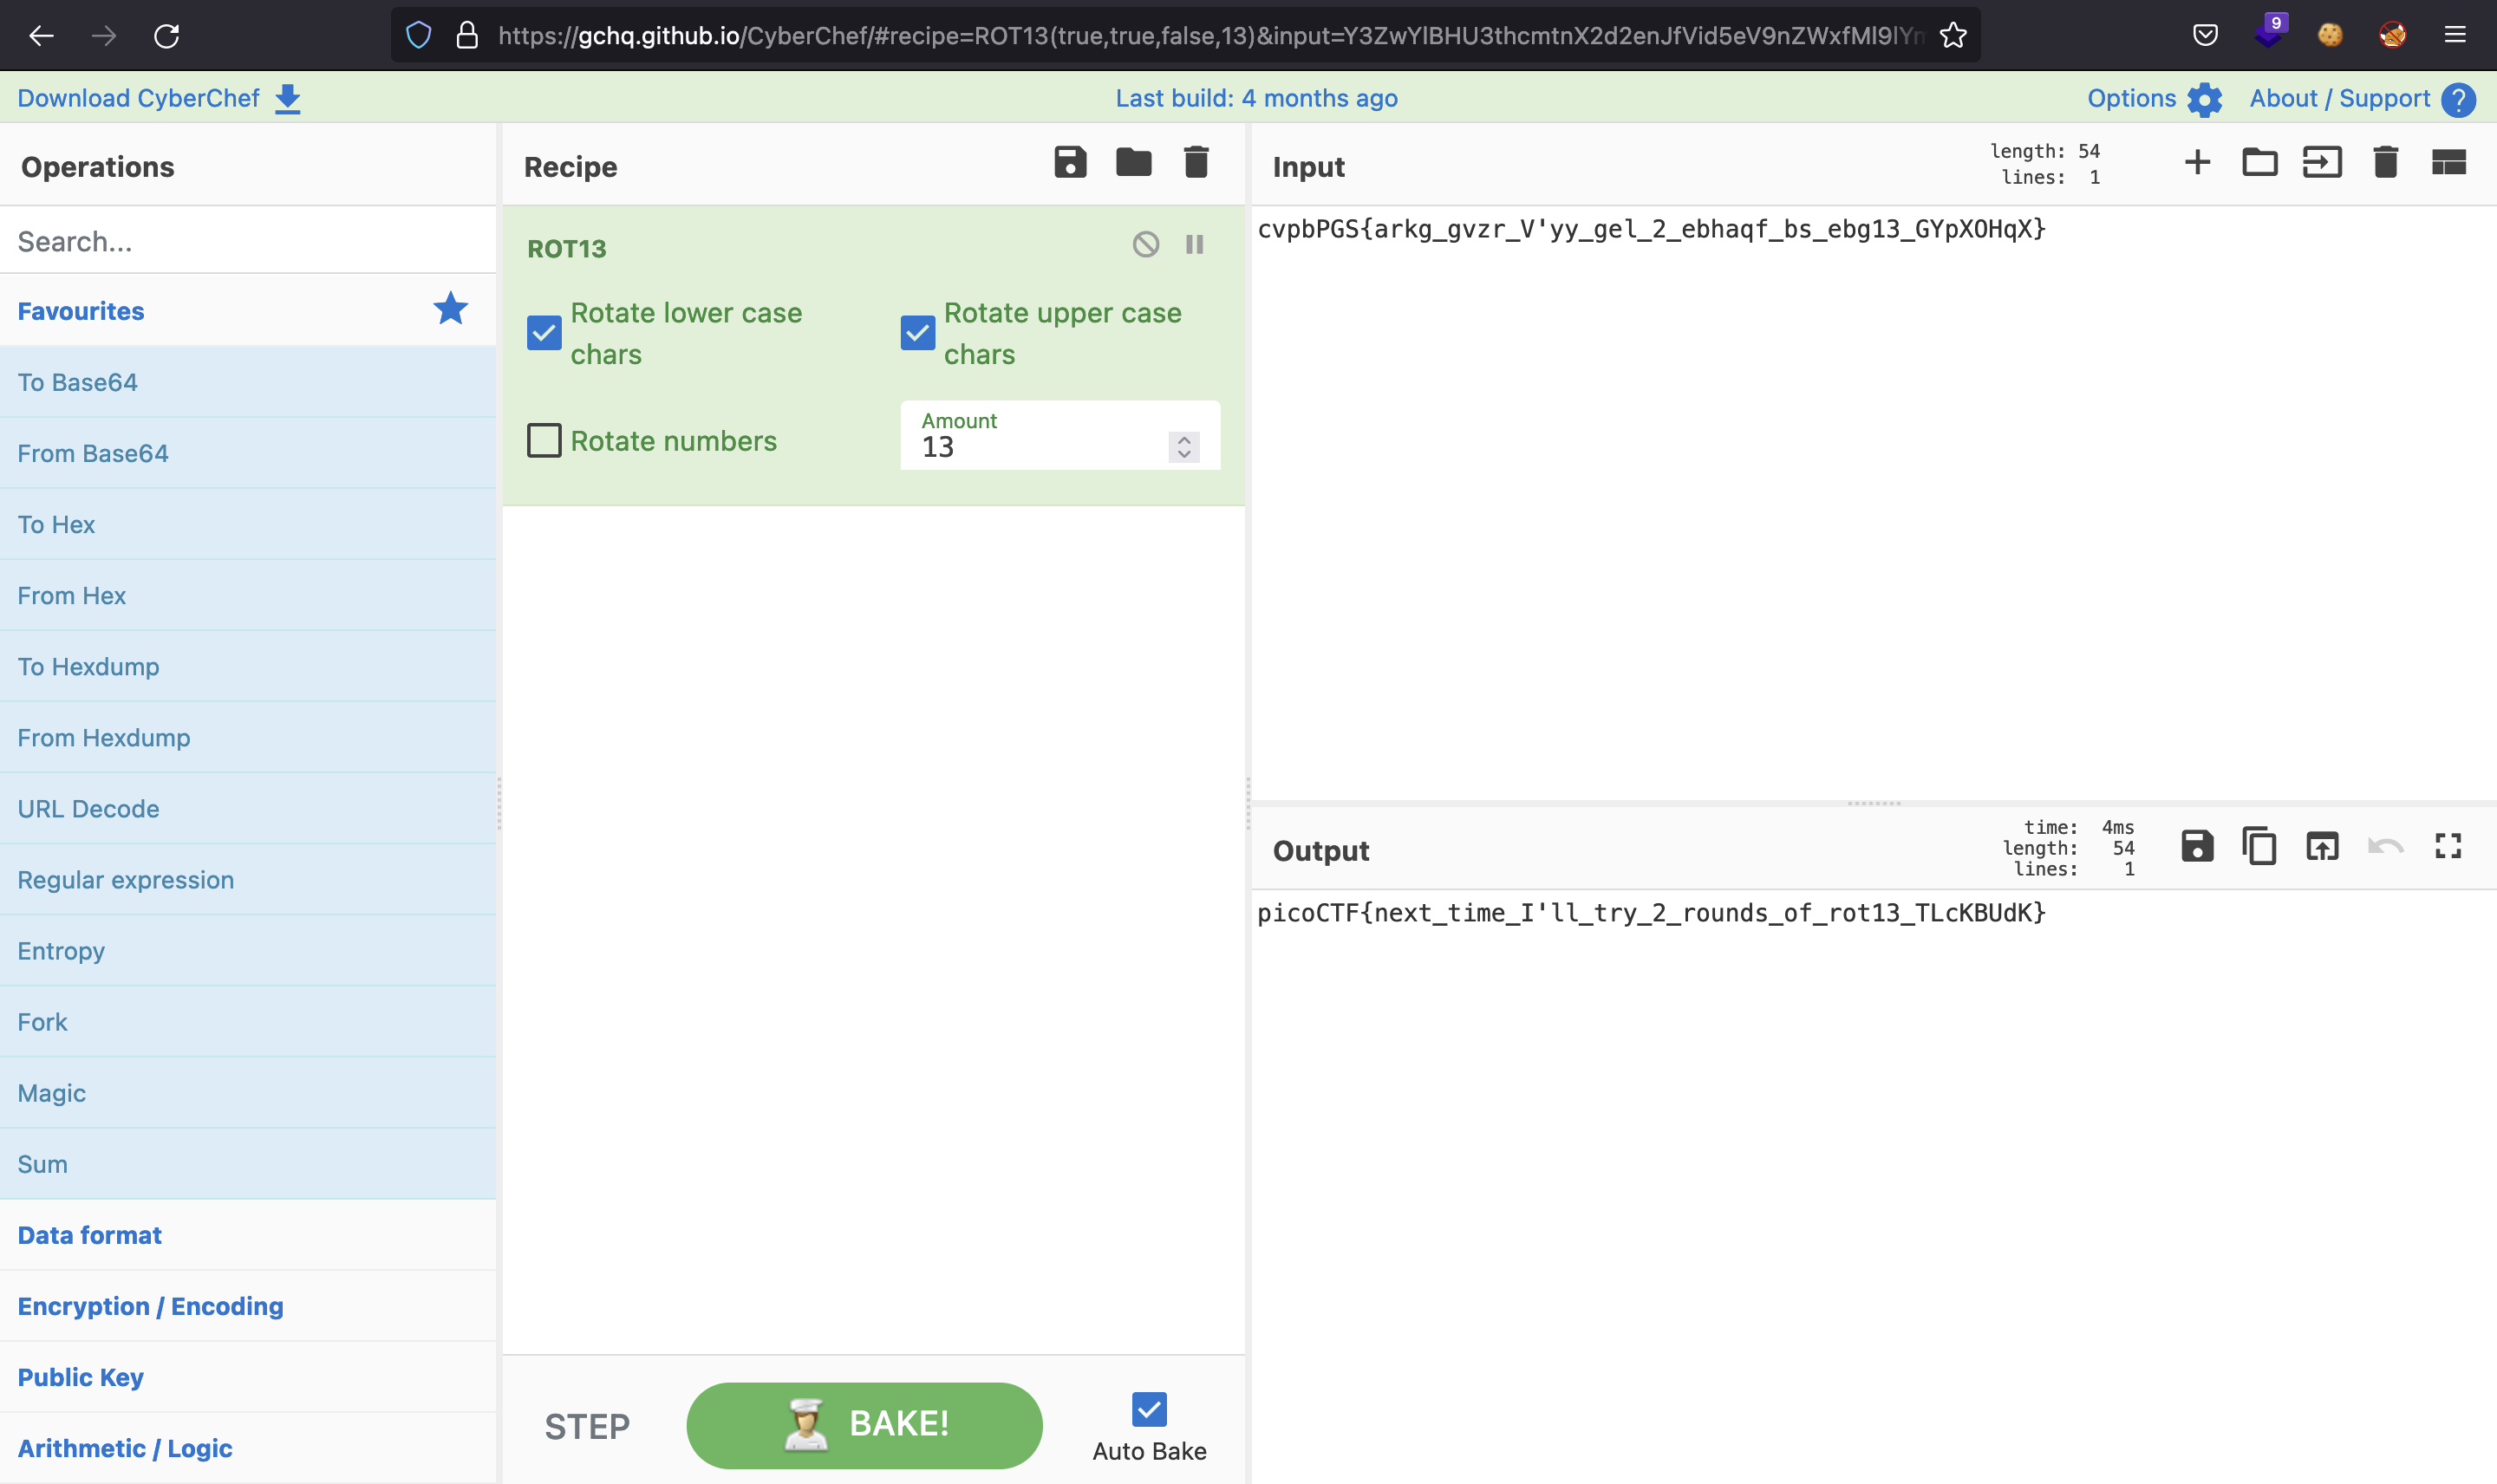 https://gchq.github.io/CyberChef/#recipe=ROT13(true,true,false,13)&input=Y3ZwYlBHU3thcmtnX2d2enJfVid5eV9nZWxfMl9lYm
9
Download CyberChef
Last build: 4 months ago
Options
About / Support
Operations
Search...
Favourites
To Base64
From Base64
To Hex
From Hex
To Hexdump
From Hexdump
URL Decode
Regular expression
Entropy
Fork
Magic
Sum
Data format
Encryption / Encoding
Public Key
Arithmetic / Logic
Recipe
ROT13
Rotate lower case
chars
Rotate upper case
chars
Rotate numbers
Amount
13
STEP
BAKE!
Auto Bake
Input
length: 54
lines: 1
cvpbPGS{arkg_gvzr_V'yy_gel_2_ebhaqf_bs_ebg13_GYpXOHqX}
Output
time: 4ms
length: 54
lines: 1
picoCTF{next_time_I'll_try_2_rounds_of_rot13_TLcKBUdK}